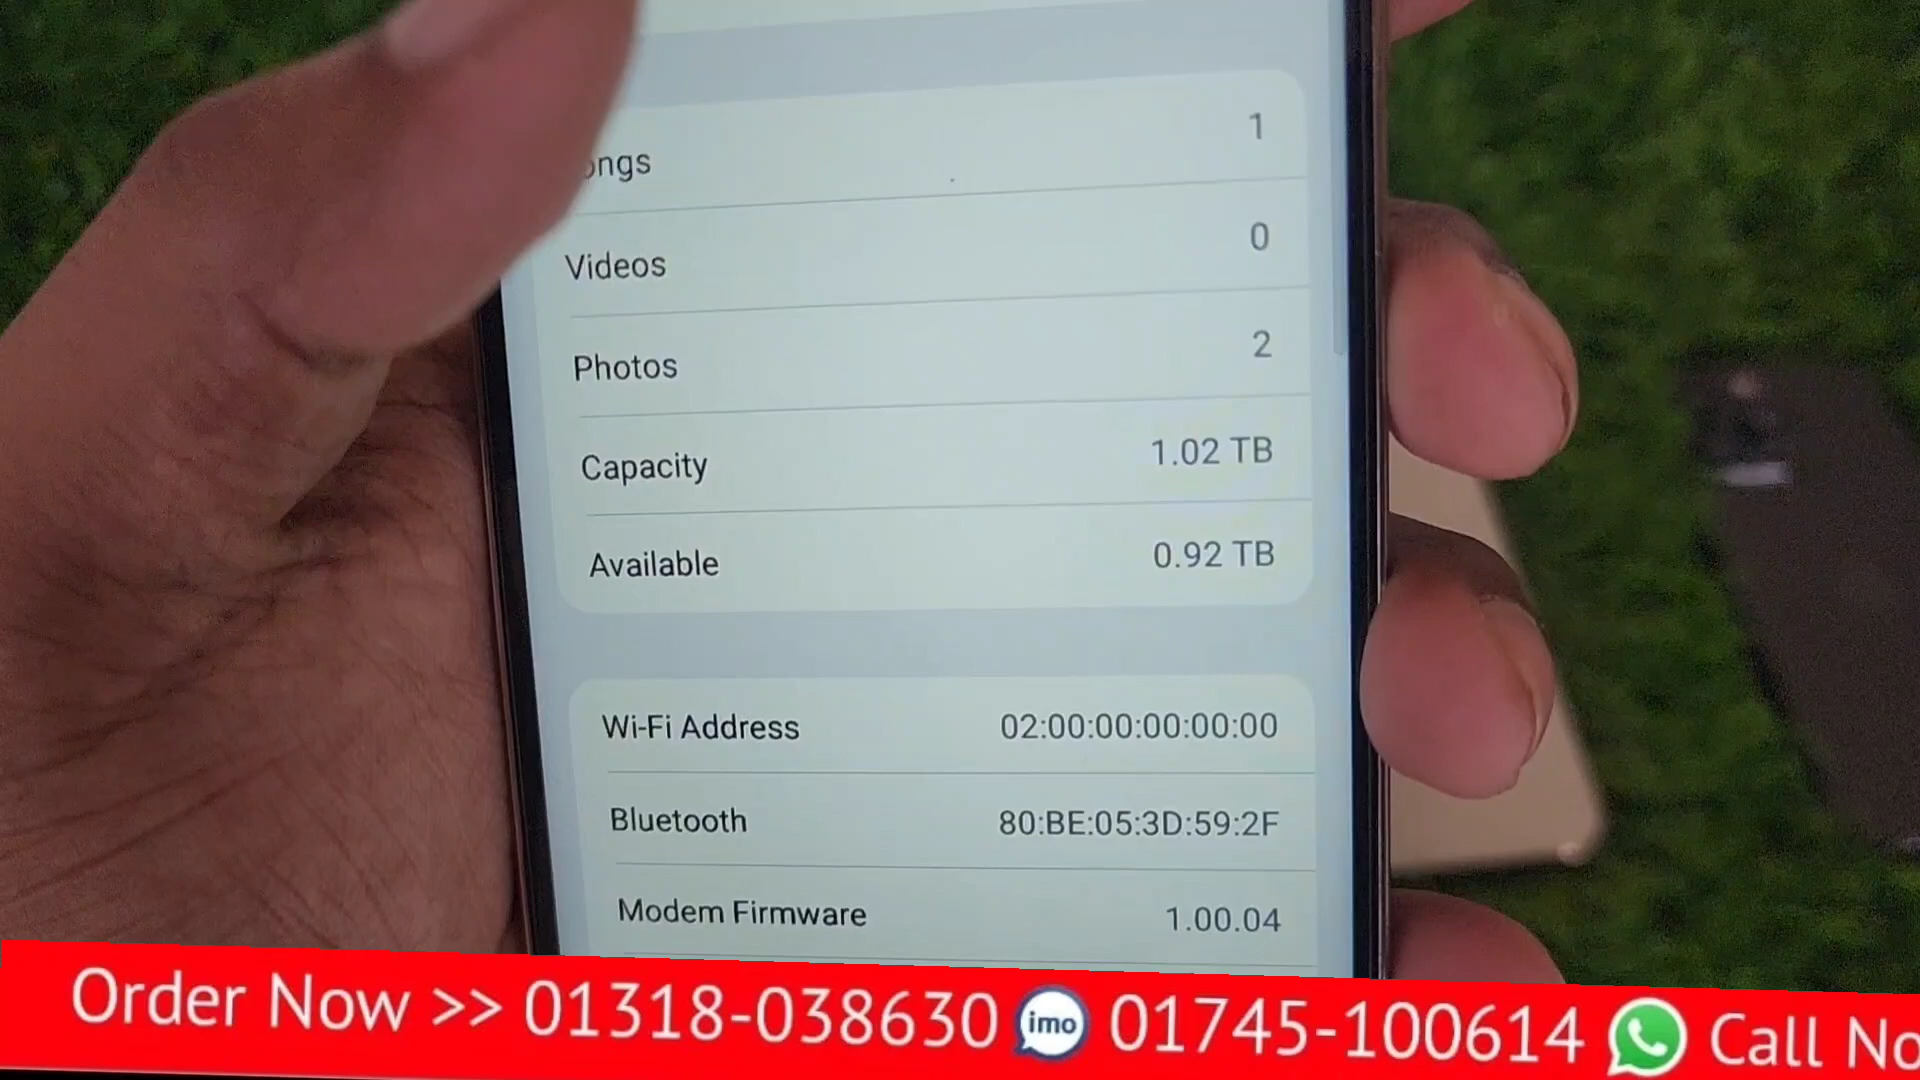 ongs 1
Videos 0
Photos 2
Capacity 1.02 TB
Available 0.92 TB
Wi-Fi Address 02:00:00:00:00:00
Bluetooth 80:BE:05:3D:59:2F
Modem Firmware 1.00.04
Order Now >> 01318-038630 imo 01745-100614 Call No